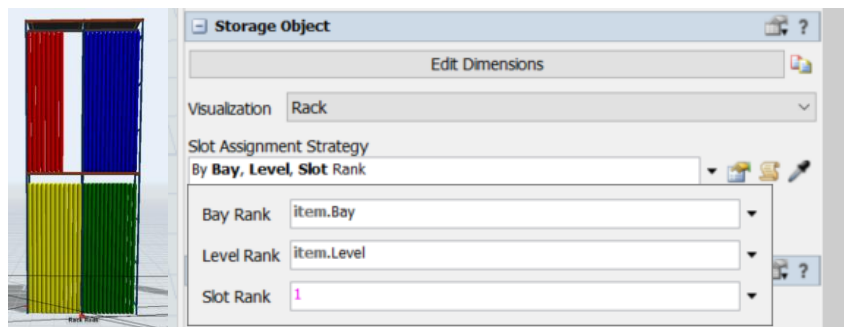 Storage Object
?
Edit Dimensions
Visualization Rack
Slot Assignment Strategy
By Bay, Level, Slot Rank
Bay Rank item.Bay
Level Rank item.Level
?
Slot Rank 1